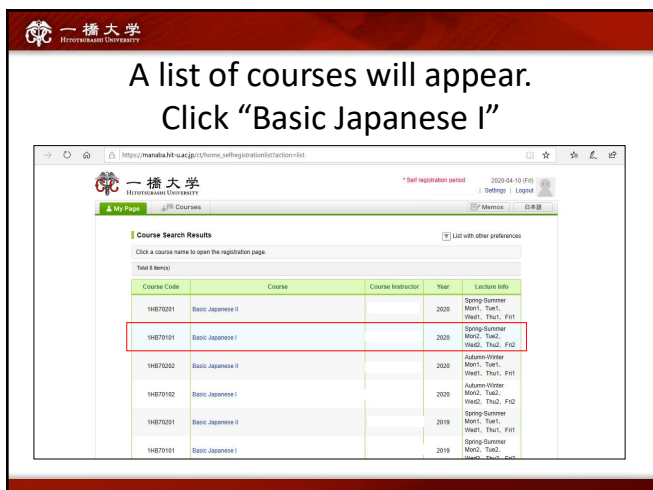 一橋大学
HITOTSUBASHI UNIVERSITY
A list of courses will appear.
Click “Basic Japanese I”
https://manaba.hit-u.ac.jp/ct/home_selfregistrationlist?action=list
一橋大学
HITOTSUBASHI UNIVERSITY
* Self registration period 2020-04-10 (Fri)
Settings | Logout
My Page Courses Memos 日本語
Course Search Results List with other preferences
Click a course name to open the registration page.
Total 8 item(s)
Course Code Course Course Instructor Year Lecture Info
1HB70201 Basic Japanese II 2020 Spring-Summer
Mon1、Tue1、
Wed1、Thu1、Fri1
1HB70101 Basic Japanese I 2020 Spring-Summer
Mon2、Tue2、
Wed2、Thu2、Fri2
1HB70202 Basic Japanese II 2020 Autumn-Winter
Mon1、Tue1、
Wed1、Thu1、Fri1
1HB70102 Basic Japanese I 2020 Autumn-Winter
Mon2、Tue2、
Wed2、Thu2、Fri2
1HB70201 Basic Japanese II 2019 Spring-Summer
Mon1、Tue1、
Wed1、Thu1、Fri1
1HB70101 Basic Japanese I 2019 Spring-Summer
Mon2、Tue2、